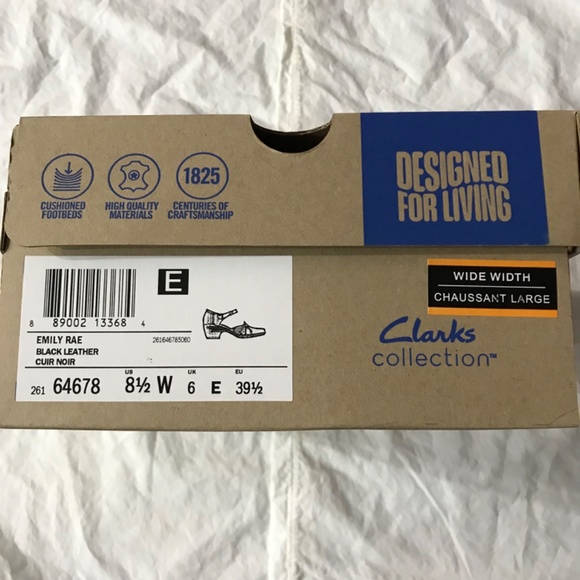 CUSHIONED
FOOTBEDS
HIGH QUALITY
MATERIALS
1825
CENTURIES OF
CRAFTSMANSHIP
DESIGNED
FOR LIVING
E
8 89002 13368 4
EMILY RAE 261646785060
BLACK LEATHER
CUIR NOIR
US UK EU
261 64678 8½ W 6 E 39½
WIDE WIDTH
CHAUSSANT LARGE
Clarks
collection™